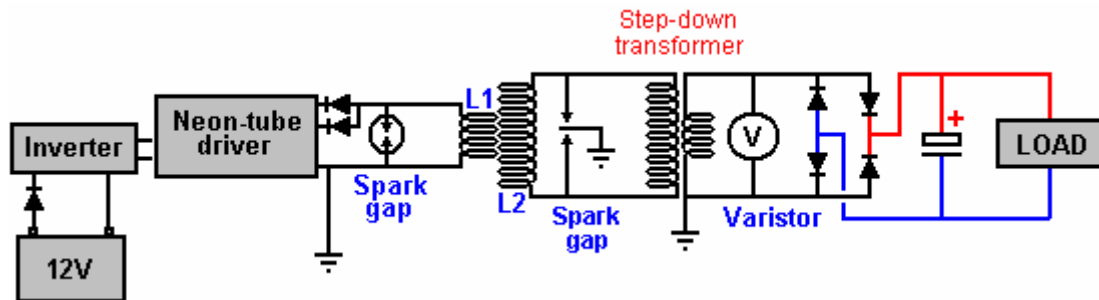 Step-down
transformer
L1
Neon-tube
driver
Inverter
V
+
LOAD
Spark
gap
L2
Spark
gap
Varistor
12V